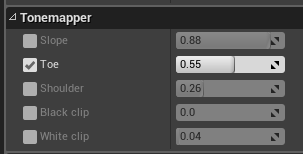 Tonemapper
Slope 0.88
Toe 0.55
Shoulder 0.26
Black clip 0.0
White clip 0.04